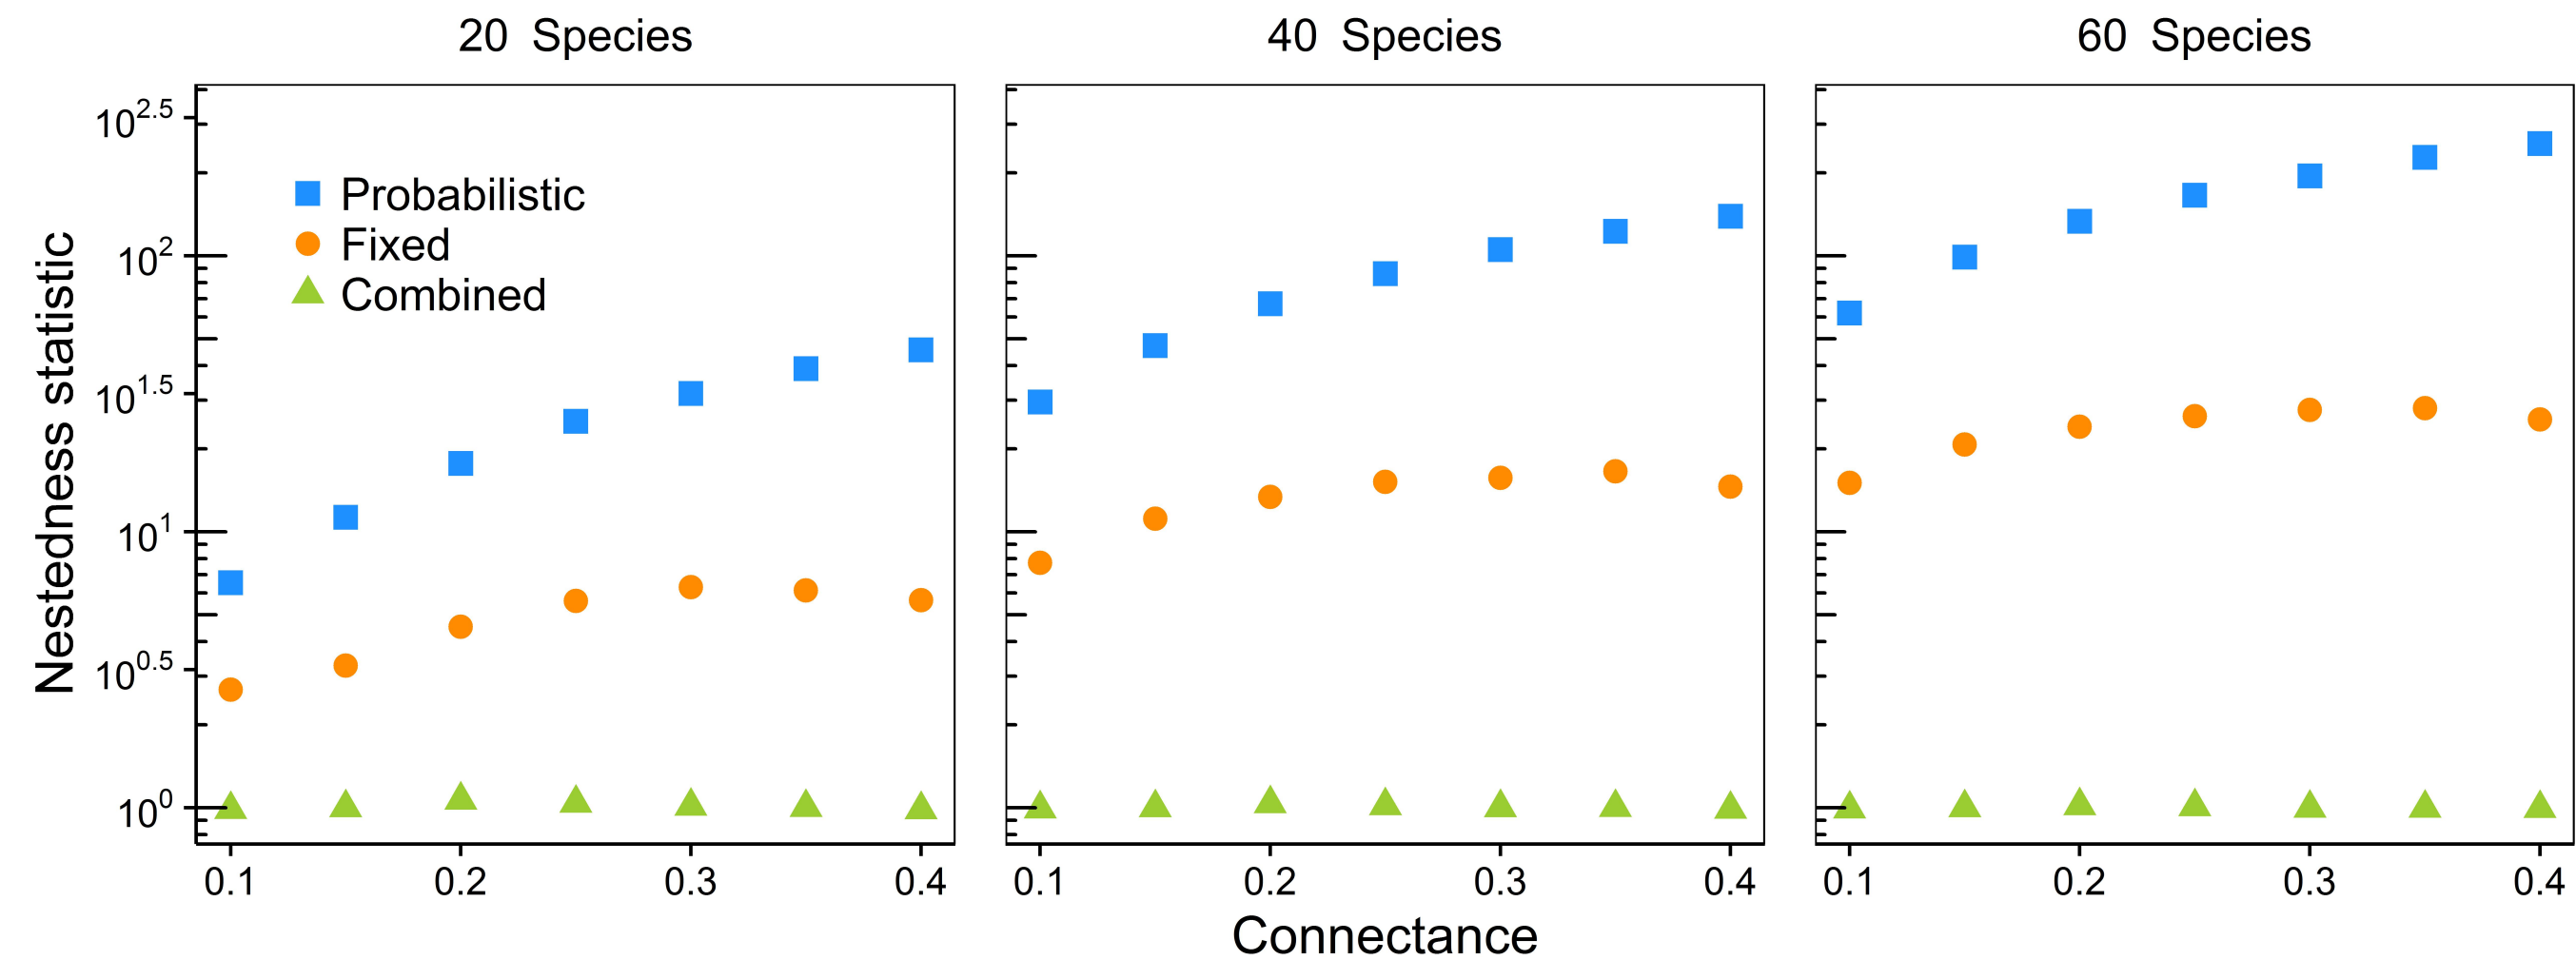 20 Species 40 Species 60 Species
10^2.5
Probabilistic
Fixed
10^2
Combined
10^1.5
10^1
10^0.5
10^0
Nestedness statistic
0.1 0.2 0.3 0.4 0.1 0.2 0.3 0.4 0.1 0.2 0.3 0.4
Connectance